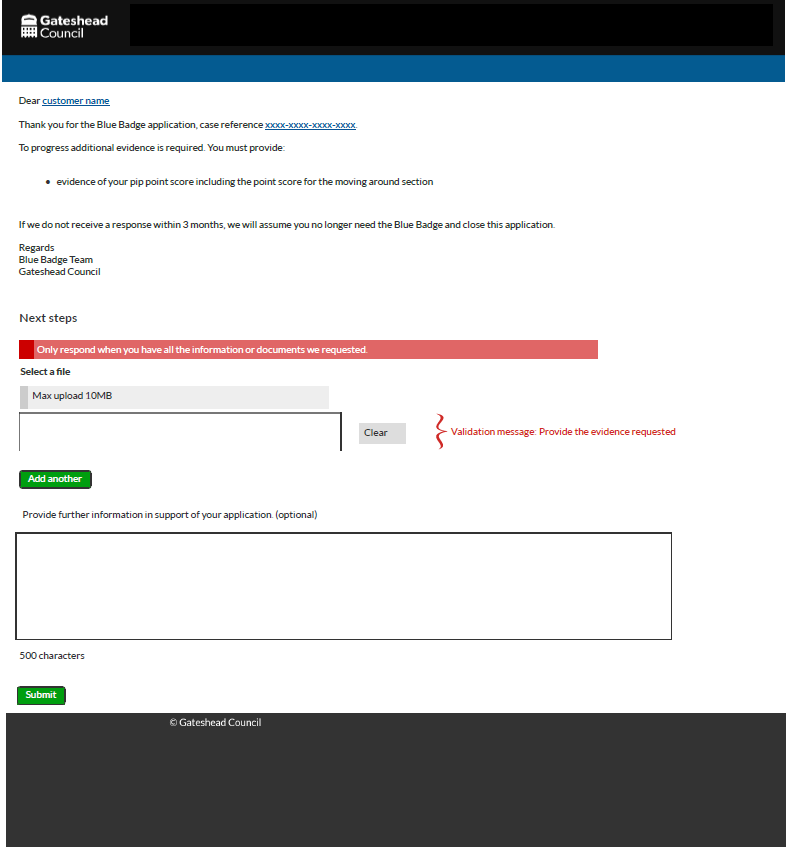 Gateshead
Council
Dear customer name
Thank you for the Blue Badge application, case reference xxxx-xxxx-xxxx-xxxx.
To progress additional evidence is required. You must provide:
• evidence of your pip point score including the point score for the moving around section
If we do not receive a response within 3 months, we will assume you no longer need the Blue Badge and close this application.
Regards
Blue Badge Team
Gateshead Council
Next steps
Only respond when you have all the information or documents we requested.
Select a file
Max upload 10MB
Clear
Validation message: Provide the evidence requested
Add another
Provide further information in support of your application. (optional)
500 characters
Submit
© Gateshead Council